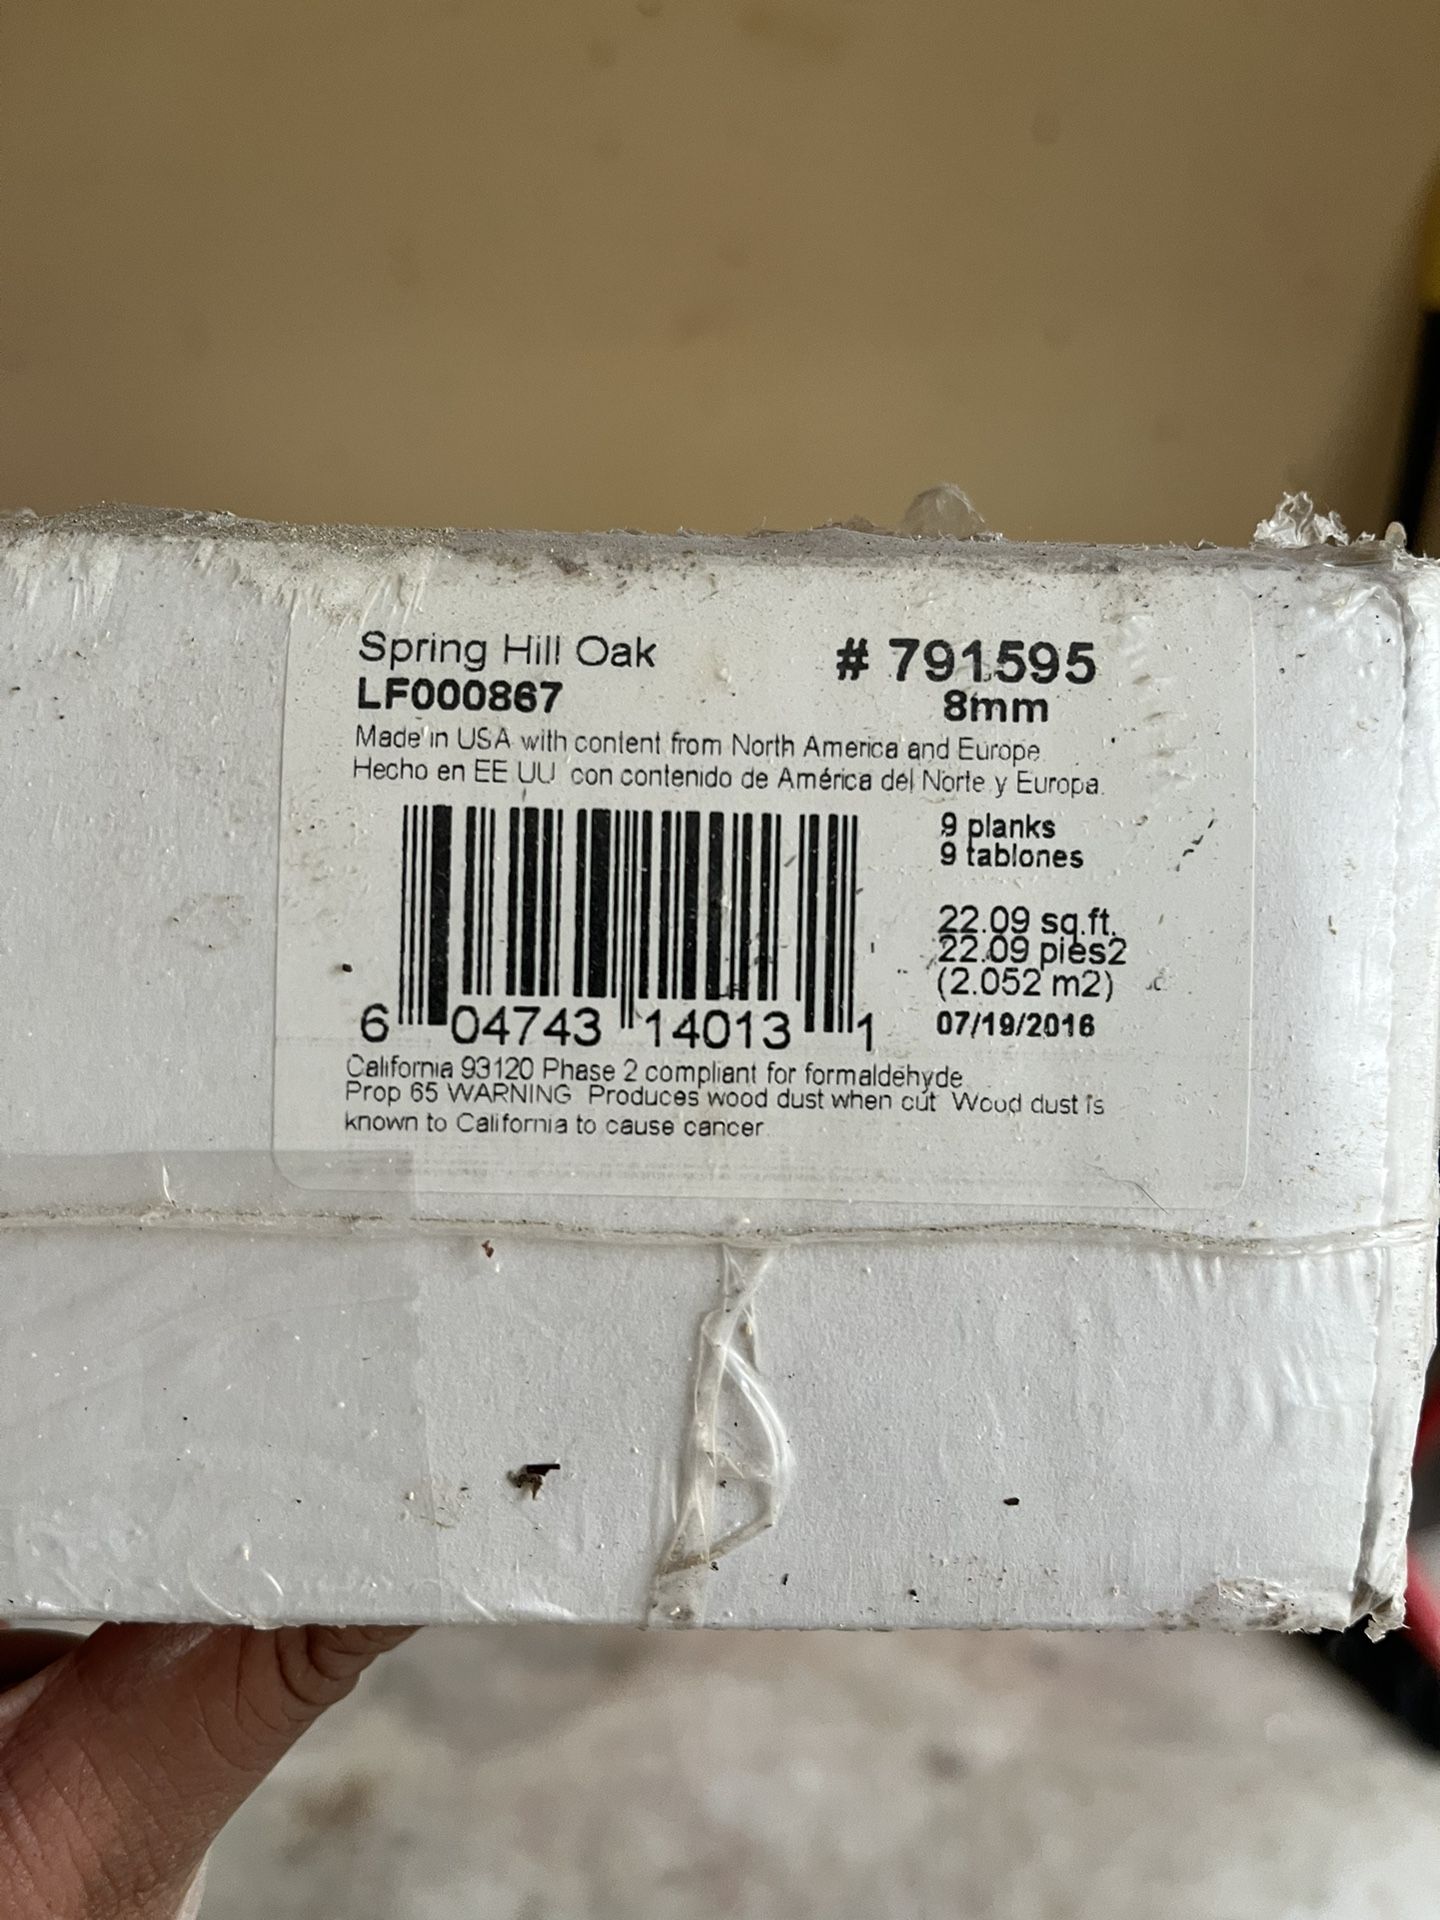 Spring Hill Oak
# 791595
LF000867
8mm
Made in USA with content from North America and Europe
Hecho en EE UU con contenido de América del Norte y Europa.
9 planks
9 tablones
22.09 sq.ft.
22.09 pies2
(2.052 m2)
07/19/2016
6 04743 14013 1
California 93120 Phase 2 compliant for formaldehyde
Prop 65 WARNING Produces wood dust when cut Wood dust is
known to California to cause cancer